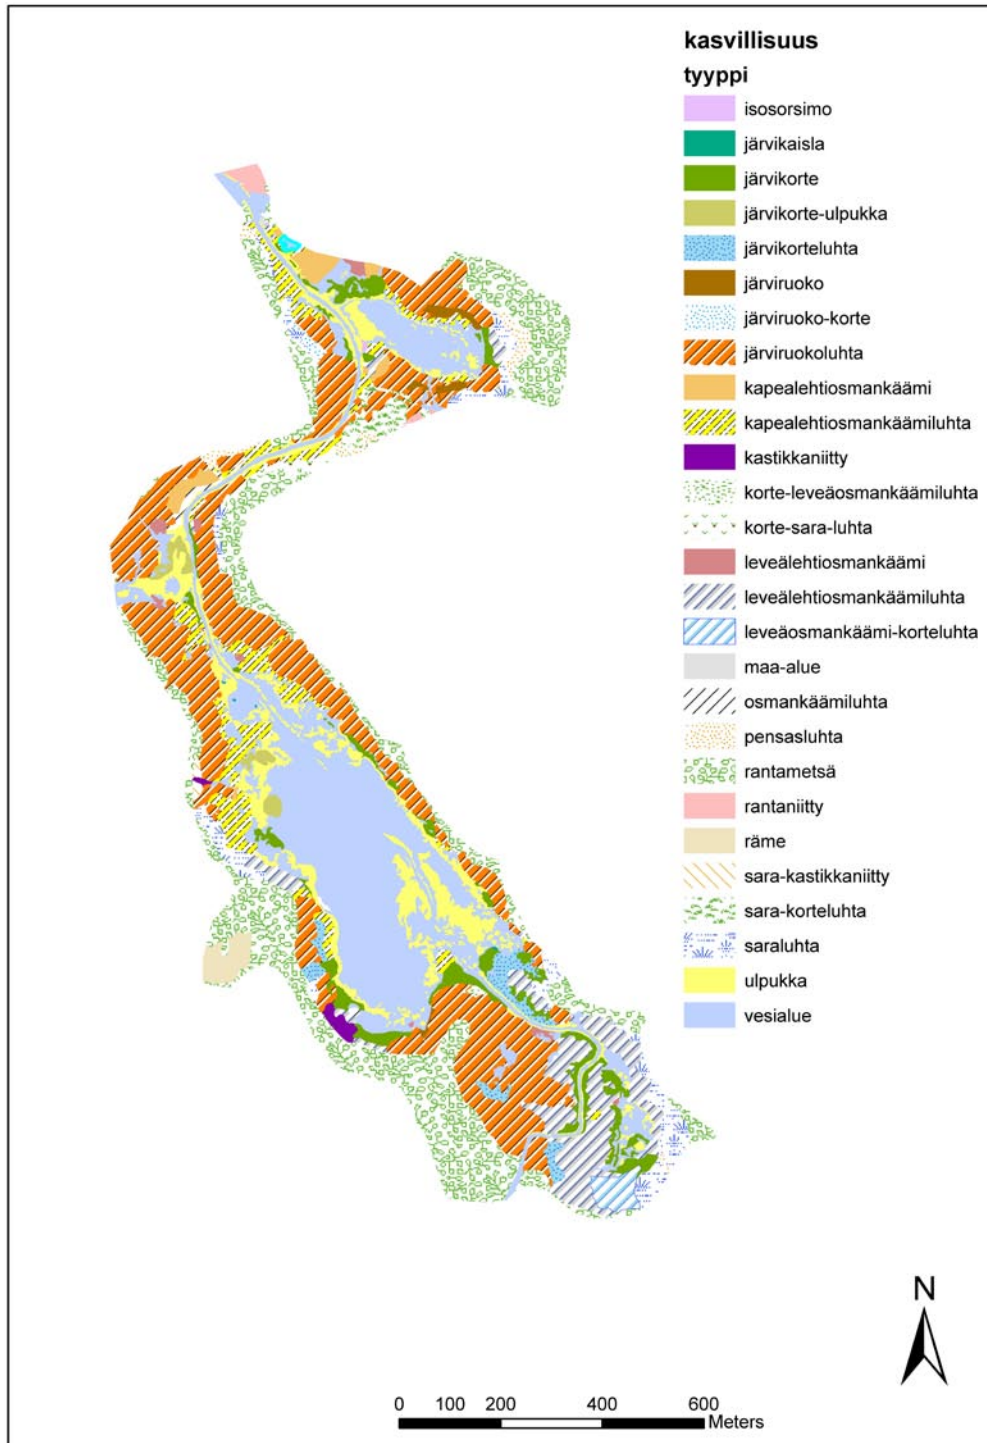 kasvillisuus
tyyppi
isosorsimo
järvikaisla
järvikorte
järvikorte-ulpukka
järvikorteluhta
järviruoko
järviruoko-korte
järviruokoluhta
kapealehtiosmankäämi
kapealehtiosmankäämiluhta
kastikkaniitty
korte-leveäosmankäämiluhta
korte-sara-luhta
leveälehtiosmankäämi
leveälehtiosmankäämiluhta
leveäosmankäämi-korteluhta
maa-alue
osmankäämiluhta
pensasluhta
rantametsä
rantaniitty
räme
sara-kastikkaniitty
sara-korteluhta
saraluhta
ulpukka
vesialue
N
0 100 200 400 600
Meters